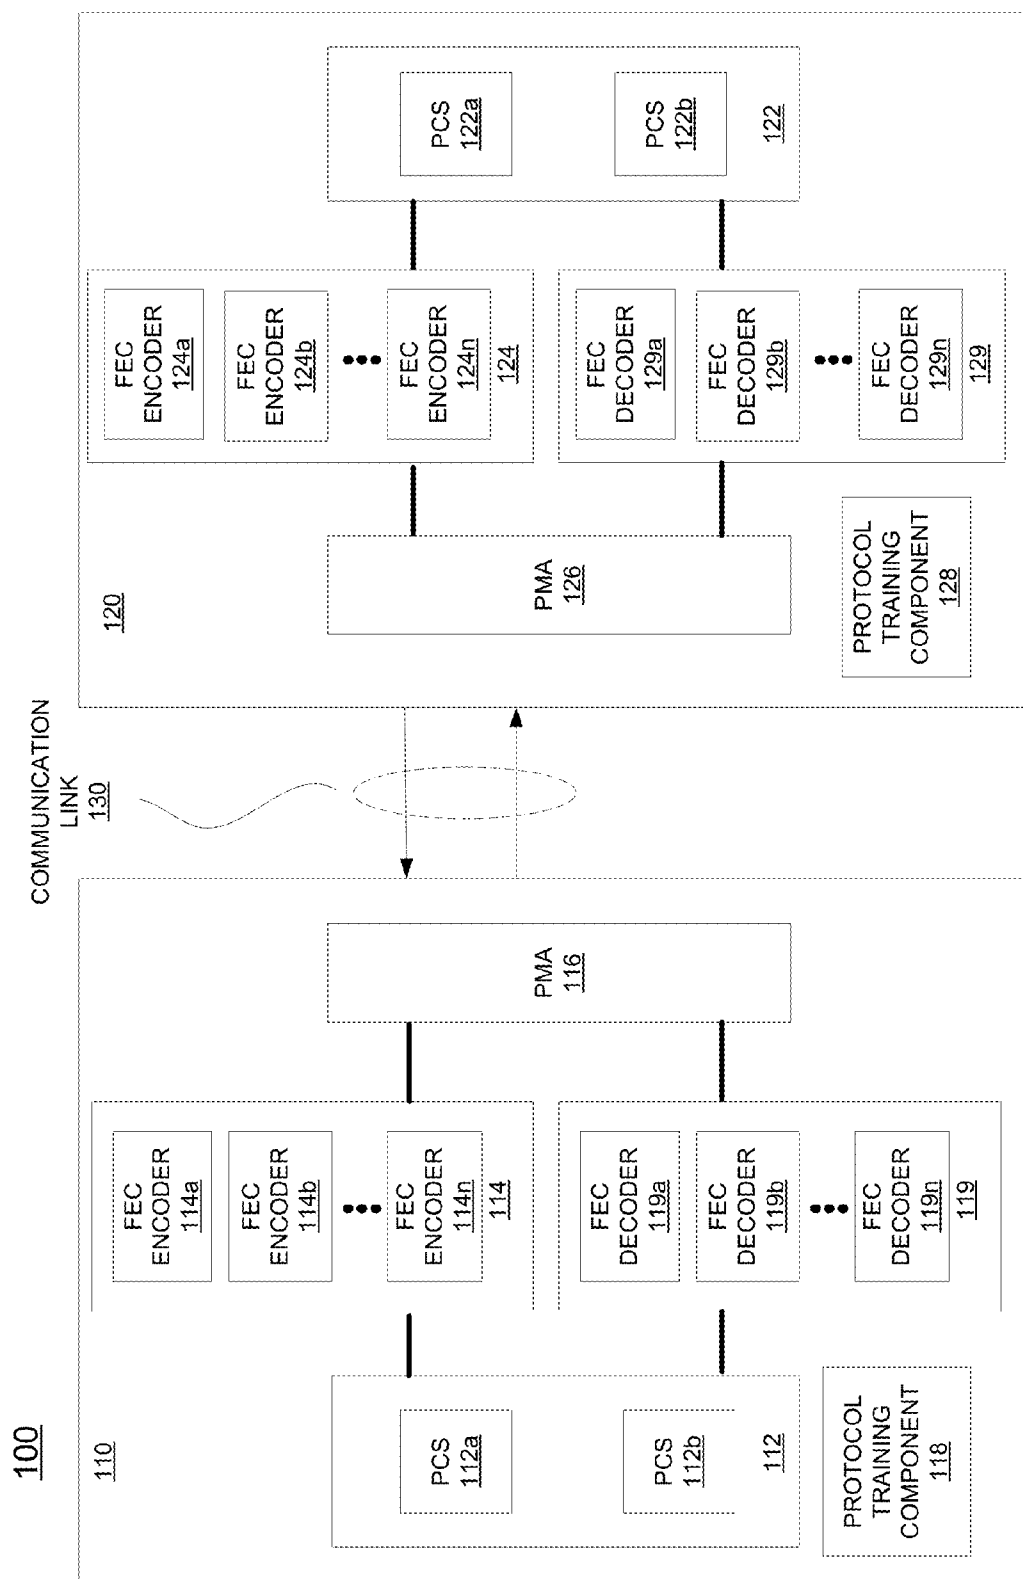 100
110
PCS
112a
PCS
112b
112
PROTOCOL
TRAINING
COMPONENT
118
FEC
ENCODER
114a
FEC
ENCODER
114b
•••
FEC
ENCODER
114n
114
FEC
DECODER
119a
FEC
DECODER
119b
•••
FEC
DECODER
119n
119
PMA
116
COMMUNICATION
LINK
130
120
PMA
126
PROTOCOL
TRAINING
COMPONENT
128
FEC
ENCODER
124a
FEC
ENCODER
124b
•••
FEC
ENCODER
124n
124
FEC
DECODER
129a
FEC
DECODER
129b
•••
FEC
DECODER
129n
129
PCS
122a
PCS
122b
122